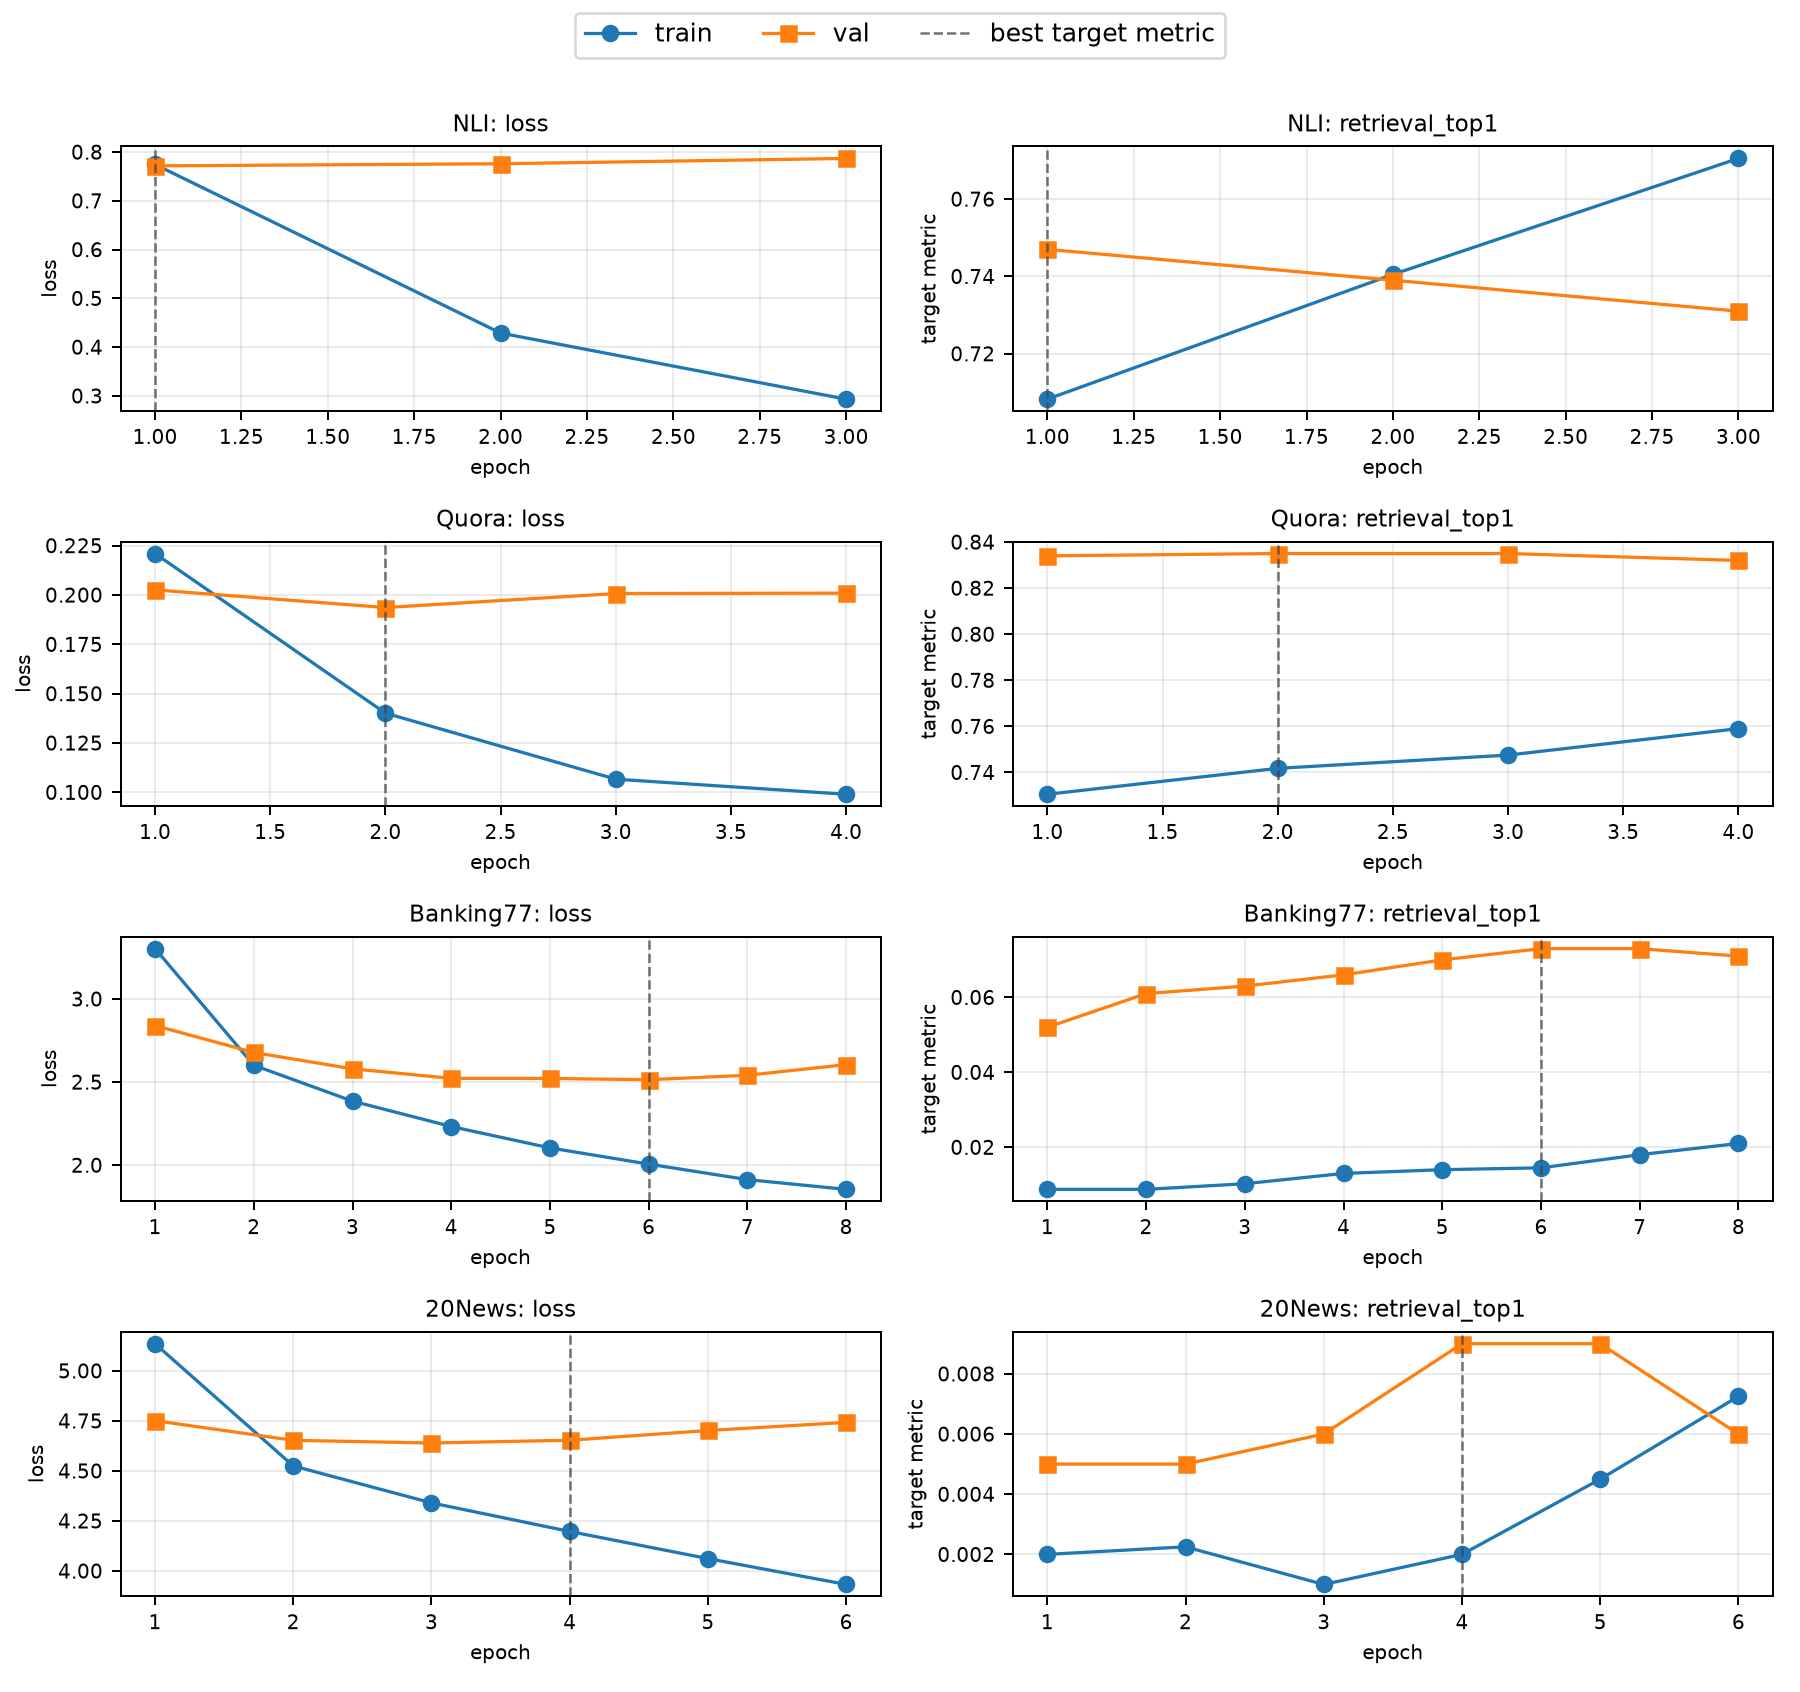 train val best target metric
NLI: loss
0.8
0.7
0.6
0.5
0.4
0.3
loss
1.00 1.25 1.50 1.75 2.00 2.25 2.50 2.75 3.00
epoch
NLI: retrieval_top1
0.76
0.74
0.72
target metric
1.00 1.25 1.50 1.75 2.00 2.25 2.50 2.75 3.00
epoch
Quora: loss
0.225
0.200
0.175
0.150
0.125
0.100
loss
1.0 1.5 2.0 2.5 3.0 3.5 4.0
epoch
Quora: retrieval_top1
0.84
0.82
0.80
0.78
0.76
0.74
target metric
1.0 1.5 2.0 2.5 3.0 3.5 4.0
epoch
Banking77: loss
3.0
2.5
2.0
loss
1 2 3 4 5 6 7 8
epoch
Banking77: retrieval_top1
0.06
0.04
0.02
target metric
1 2 3 4 5 6 7 8
epoch
20News: loss
5.00
4.75
4.50
4.25
4.00
loss
1 2 3 4 5 6
epoch
20News: retrieval_top1
0.008
0.006
0.004
0.002
target metric
1 2 3 4 5 6
epoch